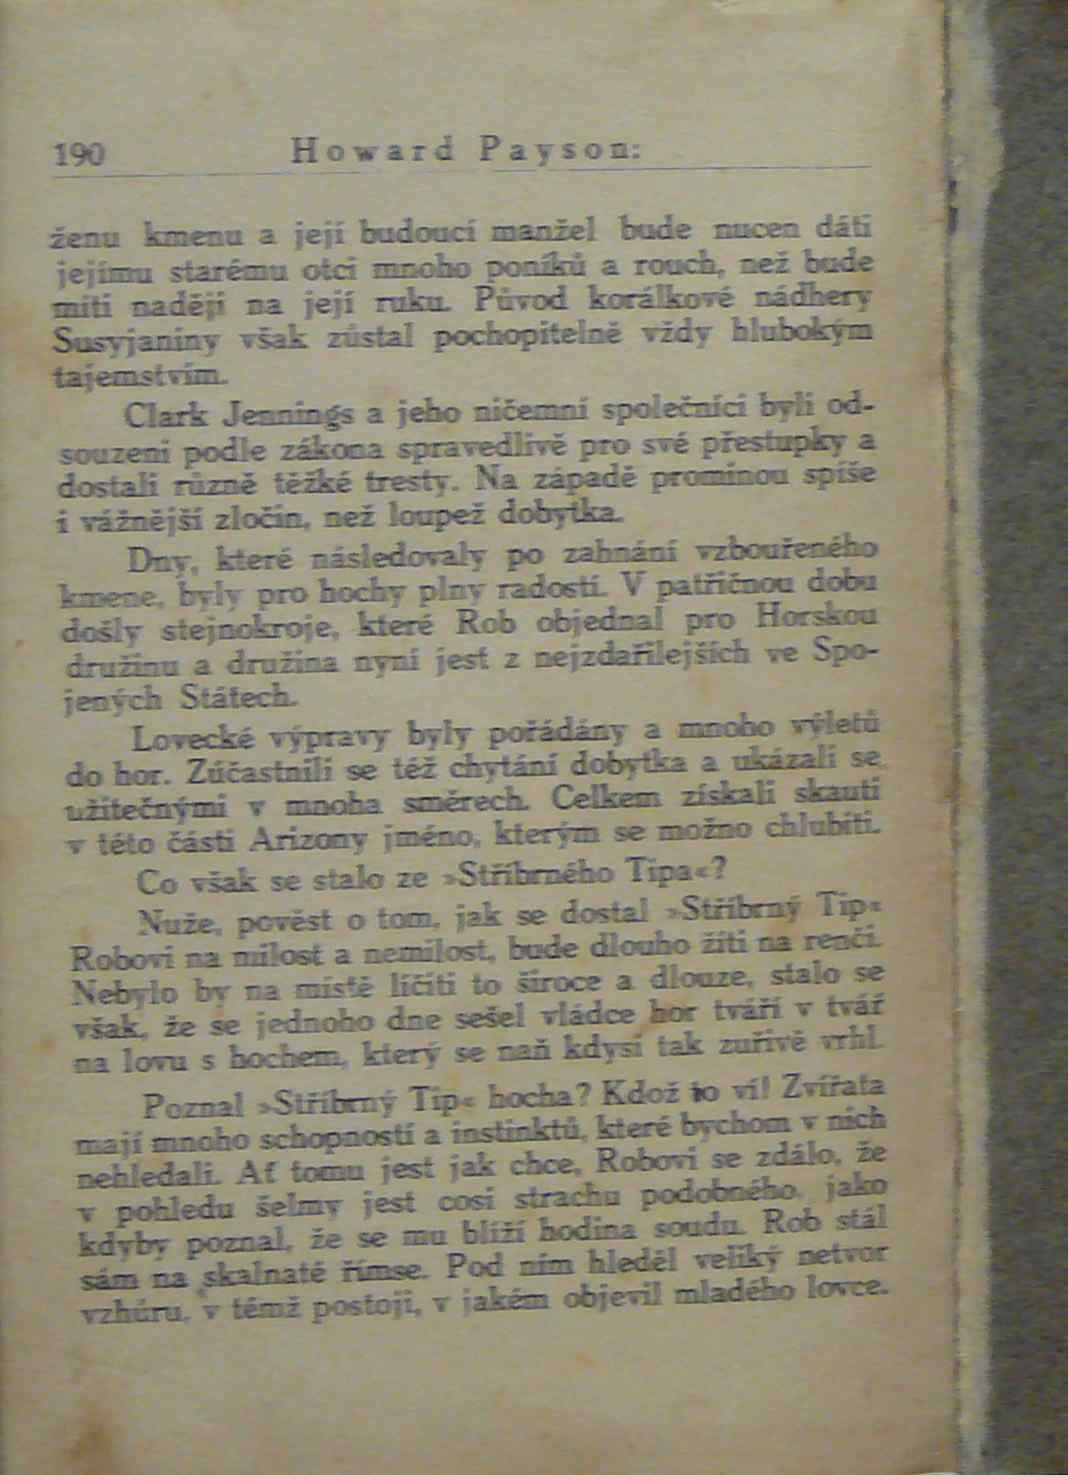 190 Howard Payson:
ženu kmenu a její budoucí manžel bude nucen dáti
jejímu starému otci mnoho poníků a rouch, než bude
míti naději na její ruku. Původ korálkové nádhery
Susyjaniny však zůstal pochopitelně vždy hlubokým
tajemstvím.
Clark Jennings a jeho ničemní společníci byli od-
souzeni podle zákona spravedlivě pro své přestupky a
dostali různě těžké tresty. Na západě prominou spíše
i vážnější zločin, než loupež dobytka.
Dny, které následovaly po zahnání vzbouřeného
kmene, byly pro hochy plny radostí. V patřičnou dobu
došly stejnokroje, které Rob objednal pro Horskou
družinu a družina nyní jest z nejzdařilejších ve Spo-
jených Státech.
Lovecké výpravy byly pořádány a mnoho výletů
do hor. Zúčastnili se též chytání dobytka a ukázali se
užitečnými v mnoha směrech. Celkem získali skauti
v této části Arizony jméno, kterým se možno chlubiti.
Co však se stalo ze »Stříbrného Tipa«?
Nuže, pověst o tom, jak se dostal »Stříbrný Tip«
Robovi na milost a nemilost, bude dlouho žíti na renči.
Nebylo by na místě líčiti to široce a dlouze, stalo se
však, že se jednoho dne sešel vládce hor tváří v tvář
na lovu s hochem, který se naň kdysi tak zuřivě vrhl.
Poznal »Stříbrný Tip« hocha? Kdož to ví! Zvířata
mají mnoho schopností a instinktů, které bychom v nich
nehledali. Ať tomu jest jak chce, Robovi se zdálo, že
v pohledu šelmy jest cosi strachu podobného, jako
kdyby poznal, že se mu blíží hodina soudu. Rob stál
sám na skalnaté římse. Pod ním hleděl veliký netvor
vzhůru, v témž postoji, v jakém objevil mladého lovce.